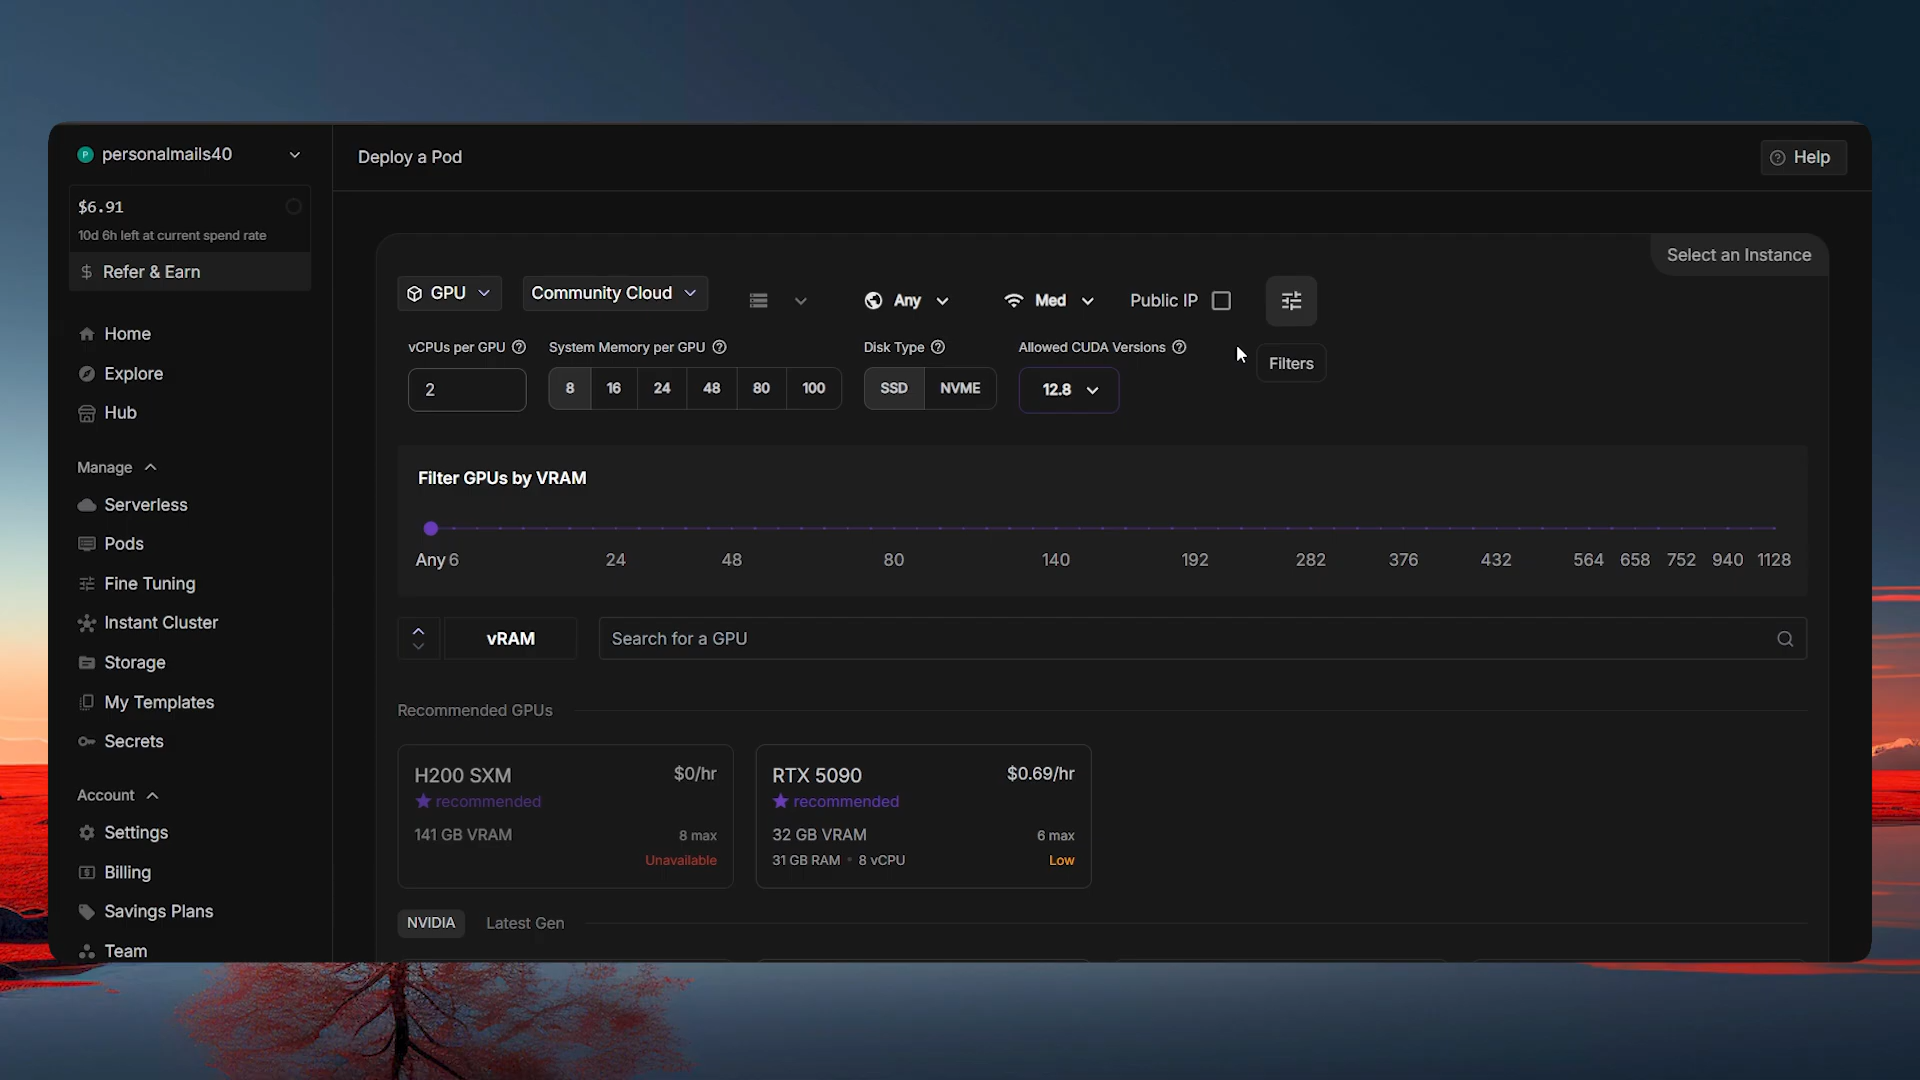 P personalmails40
Deploy a Pod
Help
$6.91
10d 6h left at current spend rate
Refer & Earn
Select an Instance
GPU
Community Cloud
Any
Med
Public IP
vCPUs per GPU
System Memory per GPU
Disk Type
Allowed CUDA Versions
Filters
2
8 16 24 48 80 100
SSD NVME
12.8
Home
Explore
Hub
Manage
Serverless
Pods
Fine Tuning
Instant Cluster
Storage
My Templates
Secrets
Account
Settings
Billing
Savings Plans
Team
Filter GPUs by VRAM
Any 6 24 48 80 140 192 282 376 432 564 658 752 940 1128
vRAM
Search for a GPU
Recommended GPUs
H200 SXM $0/hr
recommended
141 GB VRAM 8 max
Unavailable
RTX 5090 $0.69/hr
recommended
32 GB VRAM 6 max
31 GB RAM • 8 vCPU Low
NVIDIA Latest Gen